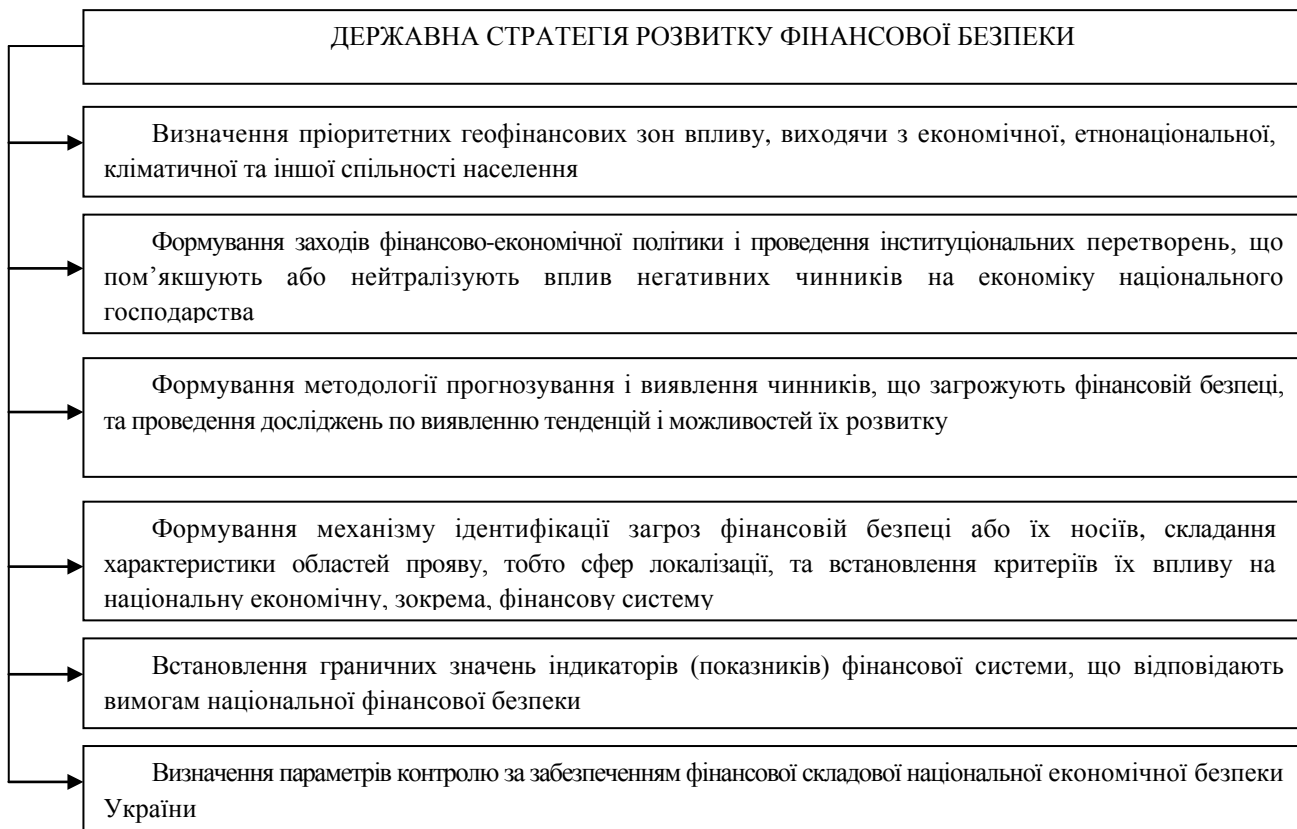 ДЕРЖАВНА СТРАТЕГІЯ РОЗВИТКУ ФІНАНСОВОЇ БЕЗПЕКИ
Визначення пріоритетних геофінансових зон впливу, виходячи з економічної, етнонаціональної,
кліматичної та іншої спільності населення
Формування заходів фінансово-економічної політики і проведення інституціональних перетворень, що
пом’якшують або нейтралізують вплив негативних чинників на економіку національного
господарства
Формування методології прогнозування і виявлення чинників, що загрожують фінансовій безпеці,
та проведення досліджень по виявленню тенденцій і можливостей їх розвитку
Формування механізму ідентифікації загроз фінансовій безпеці або їх носіїв, складання
характеристики областей прояву, тобто сфер локалізації, та встановлення критеріїв їх впливу на
національну економічну, зокрема, фінансову систему
Встановлення граничних значень індикаторів (показників) фінансової системи, що відповідають
вимогам національної фінансової безпеки
Визначення параметрів контролю за забезпеченням фінансової складової національної економічної безпеки
України